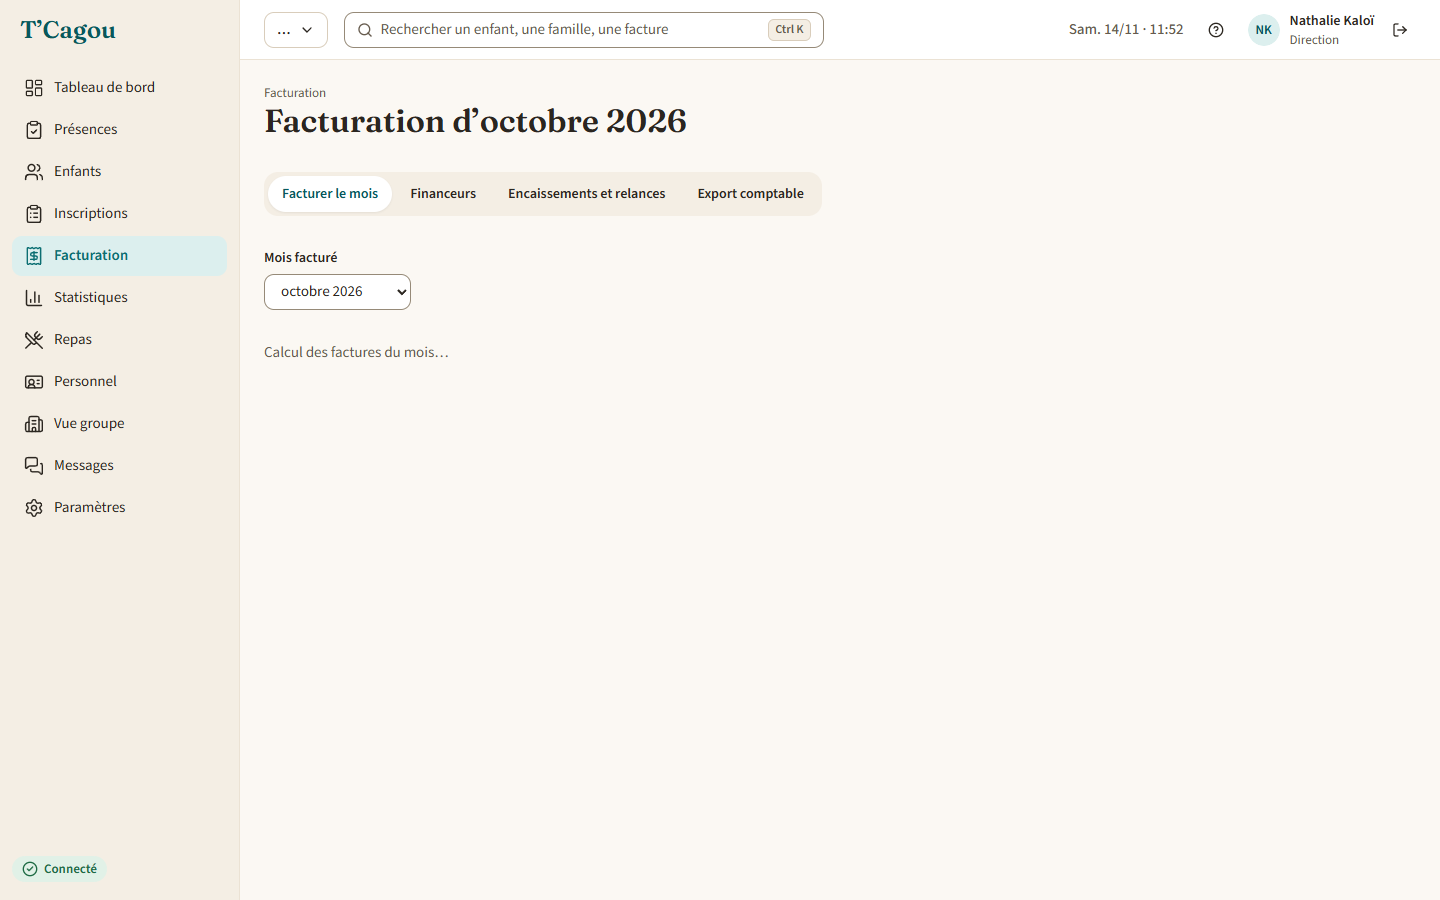 T’Cagou
...
Rechercher un enfant, une famille, une facture
Ctrl K
Sam. 14/11 · 11:52
NK
Nathalie Kaloï
Direction
Tableau de bord
Présences
Enfants
Inscriptions
Facturation
Statistiques
Repas
Personnel
Vue groupe
Messages
Paramètres
Connecté
Facturation
Facturation d’octobre 2026
Facturer le mois
Financeurs
Encaissements et relances
Export comptable
Mois facturé
octobre 2026
Calcul des factures du mois…